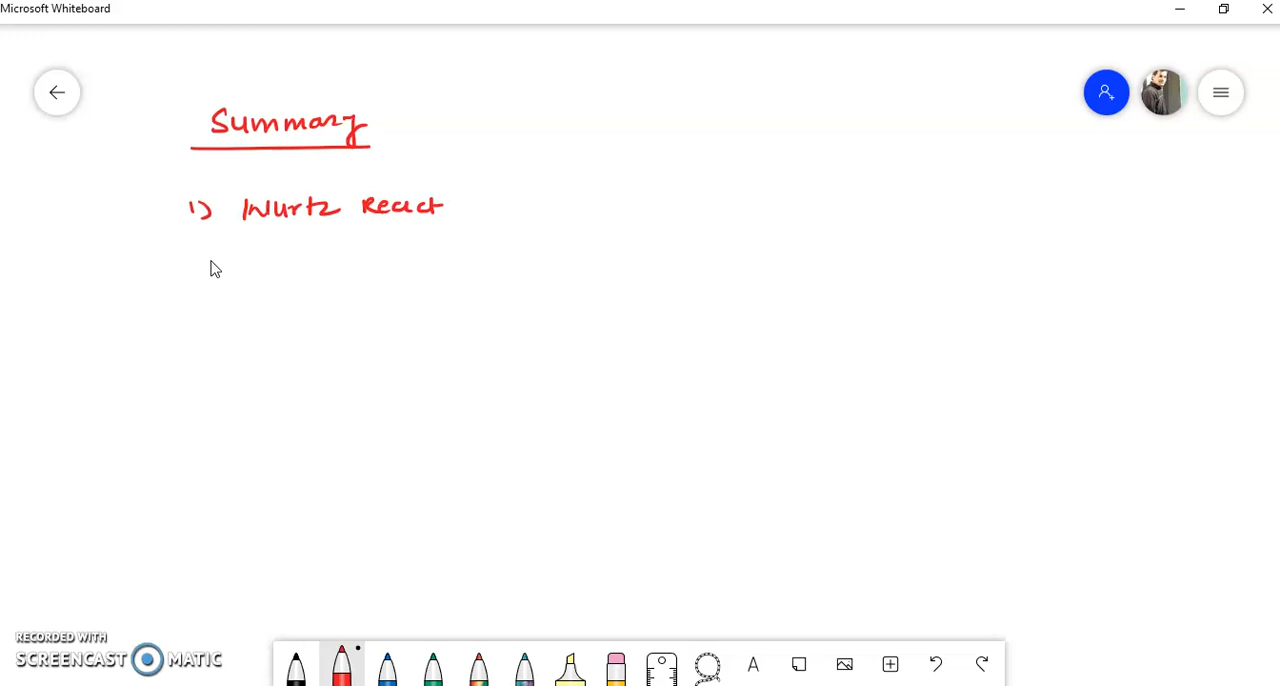 Microsoft Whiteboard
Summary
1) Wurtz React
RECORDED WITH
SCREENCAST MATIC
A